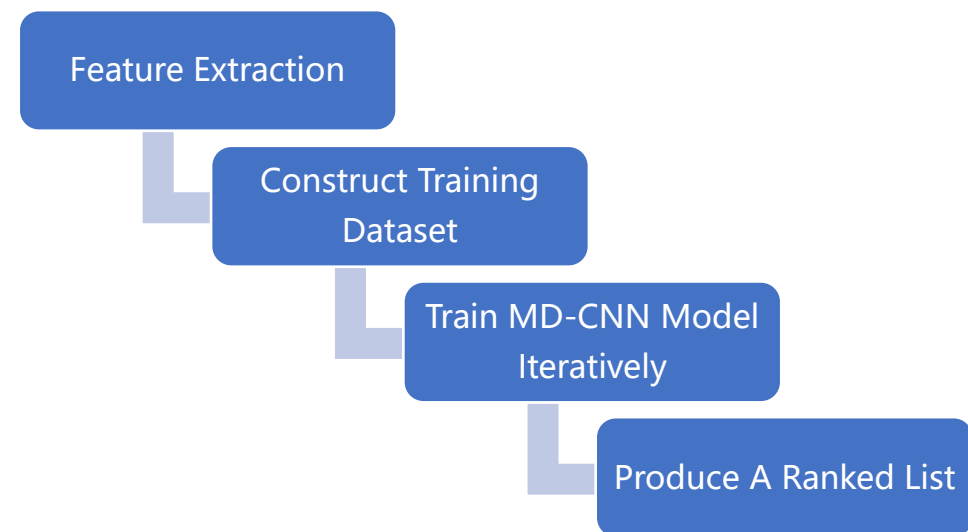 Feature Extraction
Construct Training
Dataset
Train MD-CNN Model
Iteratively
Produce A Ranked List